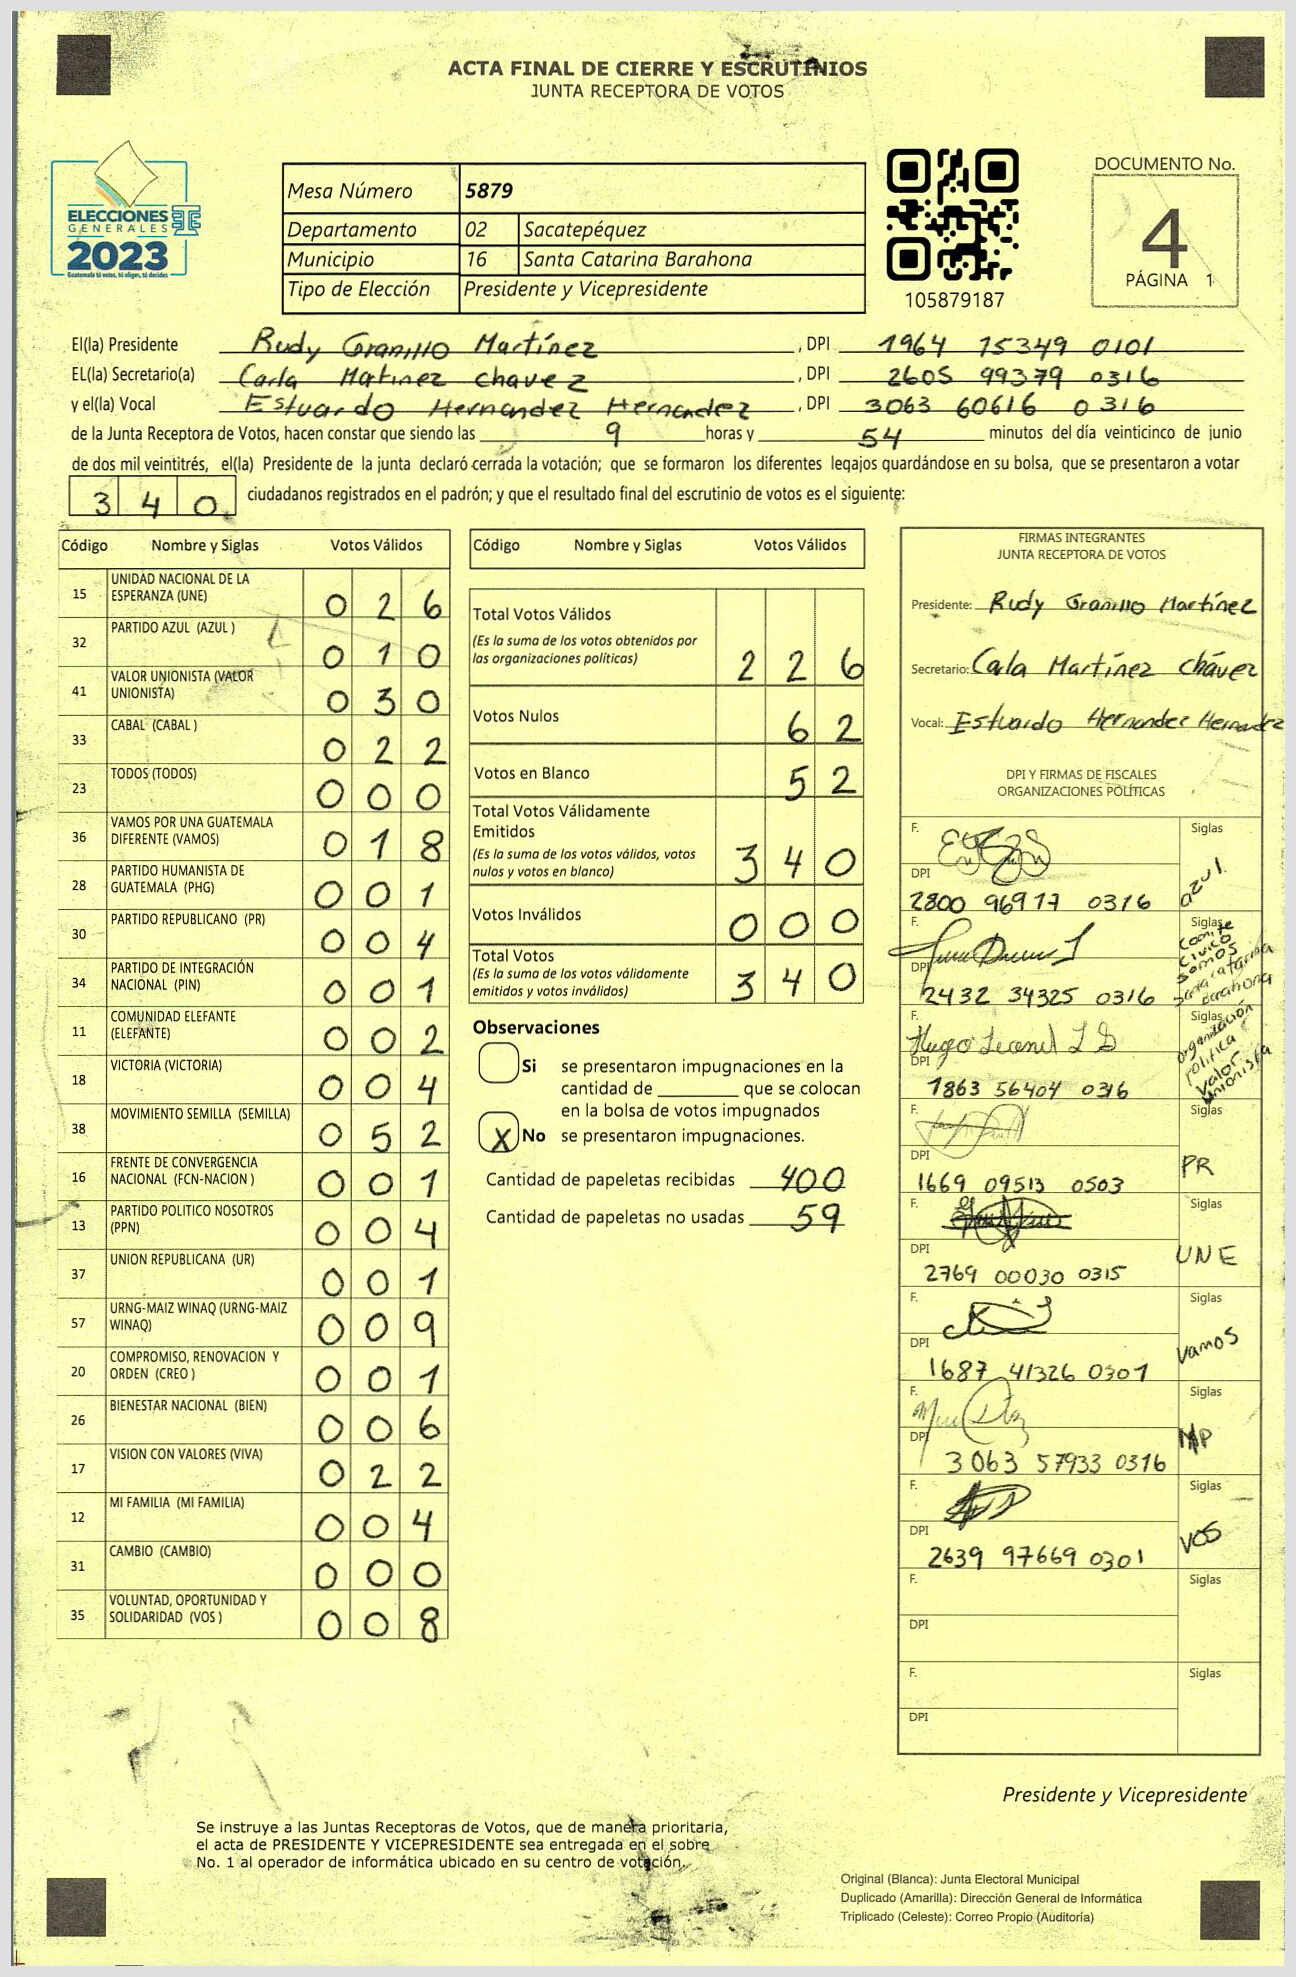 ACTA FINAL DE CIERRE Y ESCRUTINIOS
JUNTA RECEPTORA DE VOTOS
ELECCIONES
GENERALES
2023
Guatemala tú votas, tú eliges, tú decides
Mesa Número 5879
Departamento 02 Sacatepéquez
Municipio 16 Santa Catarina Barahona
Tipo de Elección Presidente y Vicepresidente
105879187
DOCUMENTO No.
4
PÁGINA 1
El(la) Presidente Rudy Granillo Martínez , DPI 1964 15349 0101
EL(la) Secretario(a) Carla Matinez chavez , DPI 2605 99379 0316
y el(la) Vocal Estuardo Hernandez Hernandez , DPI 3063 60616 0316
de la Junta Receptora de Votos, hacen constar que siendo las 9 horas y 54 minutos del día veinticinco de junio
de dos mil veintitrés, el(la) Presidente de la junta declaró cerrada la votación; que se formaron los diferentes legajos guardándose en su bolsa, que se presentaron a votar
340 ciudadanos registrados en el padrón; y que el resultado final del escrutinio de votos es el siguiente:
Código Nombre y Siglas Votos Válidos
15 UNIDAD NACIONAL DE LA ESPERANZA (UNE) 0 2 6
32 PARTIDO AZUL (AZUL ) 0 1 0
41 VALOR UNIONISTA (VALOR UNIONISTA) 0 3 0
33 CABAL (CABAL ) 0 2 2
23 TODOS (TODOS) 0 0 0
36 VAMOS POR UNA GUATEMALA DIFERENTE (VAMOS) 0 1 8
28 PARTIDO HUMANISTA DE GUATEMALA (PHG) 0 0 1
30 PARTIDO REPUBLICANO (PR) 0 0 4
34 PARTIDO DE INTEGRACIÓN NACIONAL (PIN) 0 0 1
11 COMUNIDAD ELEFANTE (ELEFANTE) 0 0 2
18 VICTORIA (VICTORIA) 0 0 4
38 MOVIMIENTO SEMILLA (SEMILLA) 0 5 2
16 FRENTE DE CONVERGENCIA NACIONAL (FCN-NACION ) 0 0 1
13 PARTIDO POLITICO NOSOTROS (PPN) 0 0 4
37 UNION REPUBLICANA (UR) 0 0 1
57 URNG-MAIZ WINAQ (URNG-MAIZ WINAQ) 0 0 9
20 COMPROMISO, RENOVACION Y ORDEN (CREO ) 0 0 1
26 BIENESTAR NACIONAL (BIEN) 0 0 6
17 VISION CON VALORES (VIVA) 0 2 2
12 MI FAMILIA (MI FAMILIA) 0 0 4
31 CAMBIO (CAMBIO) 0 0 0
35 VOLUNTAD, OPORTUNIDAD Y SOLIDARIDAD (VOS ) 0 0 8
Código Nombre y Siglas Votos Válidos
Total Votos Válidos
(Es la suma de los votos obtenidos por
las organizaciones políticas) 2 2 6
Votos Nulos 6 2
Votos en Blanco 5 2
Total Votos Válidamente
Emitidos
(Es la suma de los votos válidos, votos
nulos y votos en blanco) 3 4 0
Votos Inválidos 0 0 0
Total Votos
(Es la suma de los votos válidamente
emitidos y votos inválidos) 3 4 0
Observaciones
Si se presentaron impugnaciones en la
cantidad de ________ que se colocan
en la bolsa de votos impugnados
X No se presentaron impugnaciones.
Cantidad de papeletas recibidas 400
Cantidad de papeletas no usadas 59
FIRMAS INTEGRANTES
JUNTA RECEPTORA DE VOTOS
Presidente: Rudy Granillo Martínez
Secretario: Carla Martínez Chávez
Vocal: Estuardo Hernandez Hernandez
DPI Y FIRMAS DE FISCALES
ORGANIZACIONES POLÍTICAS
F. Siglas
azul
DPI
2800 96977 0316
F. Siglas
Comite
Civico
Somos
Santa Catarina
Barahona
DPI
2432 34325 0316
F. Siglas
Hugo Leonel
organización
politica
Valor
unionista
DPI
1863 56404 0316
F. Siglas
PR
DPI
1669 09513 0503
F. Siglas
UNE
DPI
2769 00030 0315
F. Siglas
vamos
DPI
1687 41326 0301
F. Siglas
MP
DPI
3063 57933 0316
F. Siglas
VOS
DPI
2639 97669 0301
F. Siglas
DPI
F. Siglas
DPI
Presidente y Vicepresidente
Se instruye a las Juntas Receptoras de Votos, que de manera prioritaria,
el acta de PRESIDENTE Y VICEPRESIDENTE sea entregada en el sobre
No. 1 al operador de informática ubicado en su centro de votación.
Original (Blanca): Junta Electoral Municipal
Duplicado (Amarilla): Dirección General de Informática
Triplicado (Celeste): Correo Propio (Auditoría)